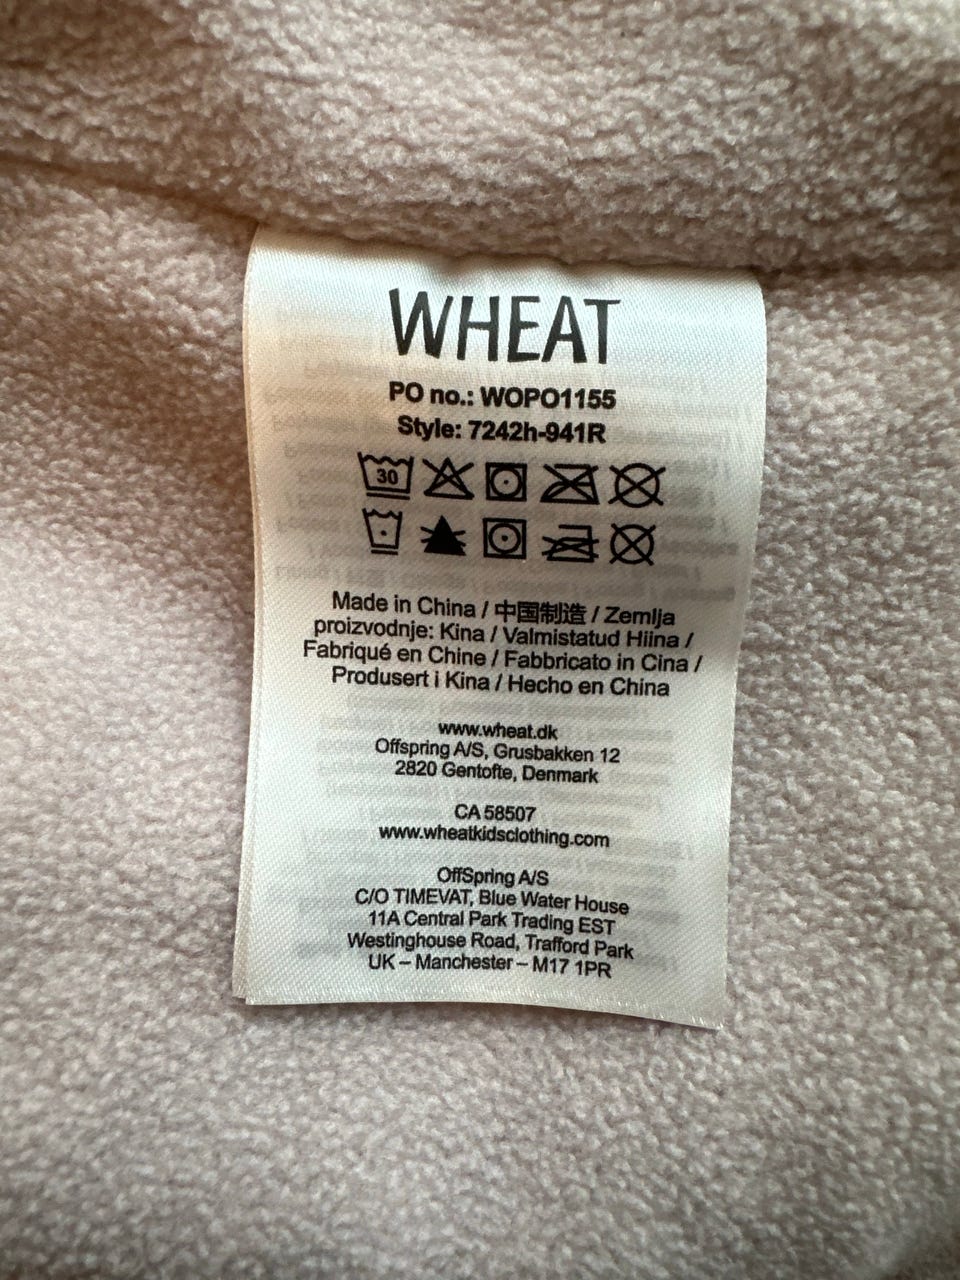 WHEAT
PO no.: WOPO1155
Style: 7242h-941R
30
Made in China / 中国制造 / Zemlja
proizvodnje: Kina / Valmistatud Hiina /
Fabriqué en Chine / Fabbricato in Cina /
Produsert i Kina / Hecho en China
www.wheat.dk
Offspring A/S, Grusbakken 12
2820 Gentofte, Denmark
CA 58507
www.wheatkidsclothing.com
OffSpring A/S
C/O TIMEVAT, Blue Water House
11A Central Park Trading EST
Westinghouse Road, Trafford Park
UK – Manchester – M17 1PR